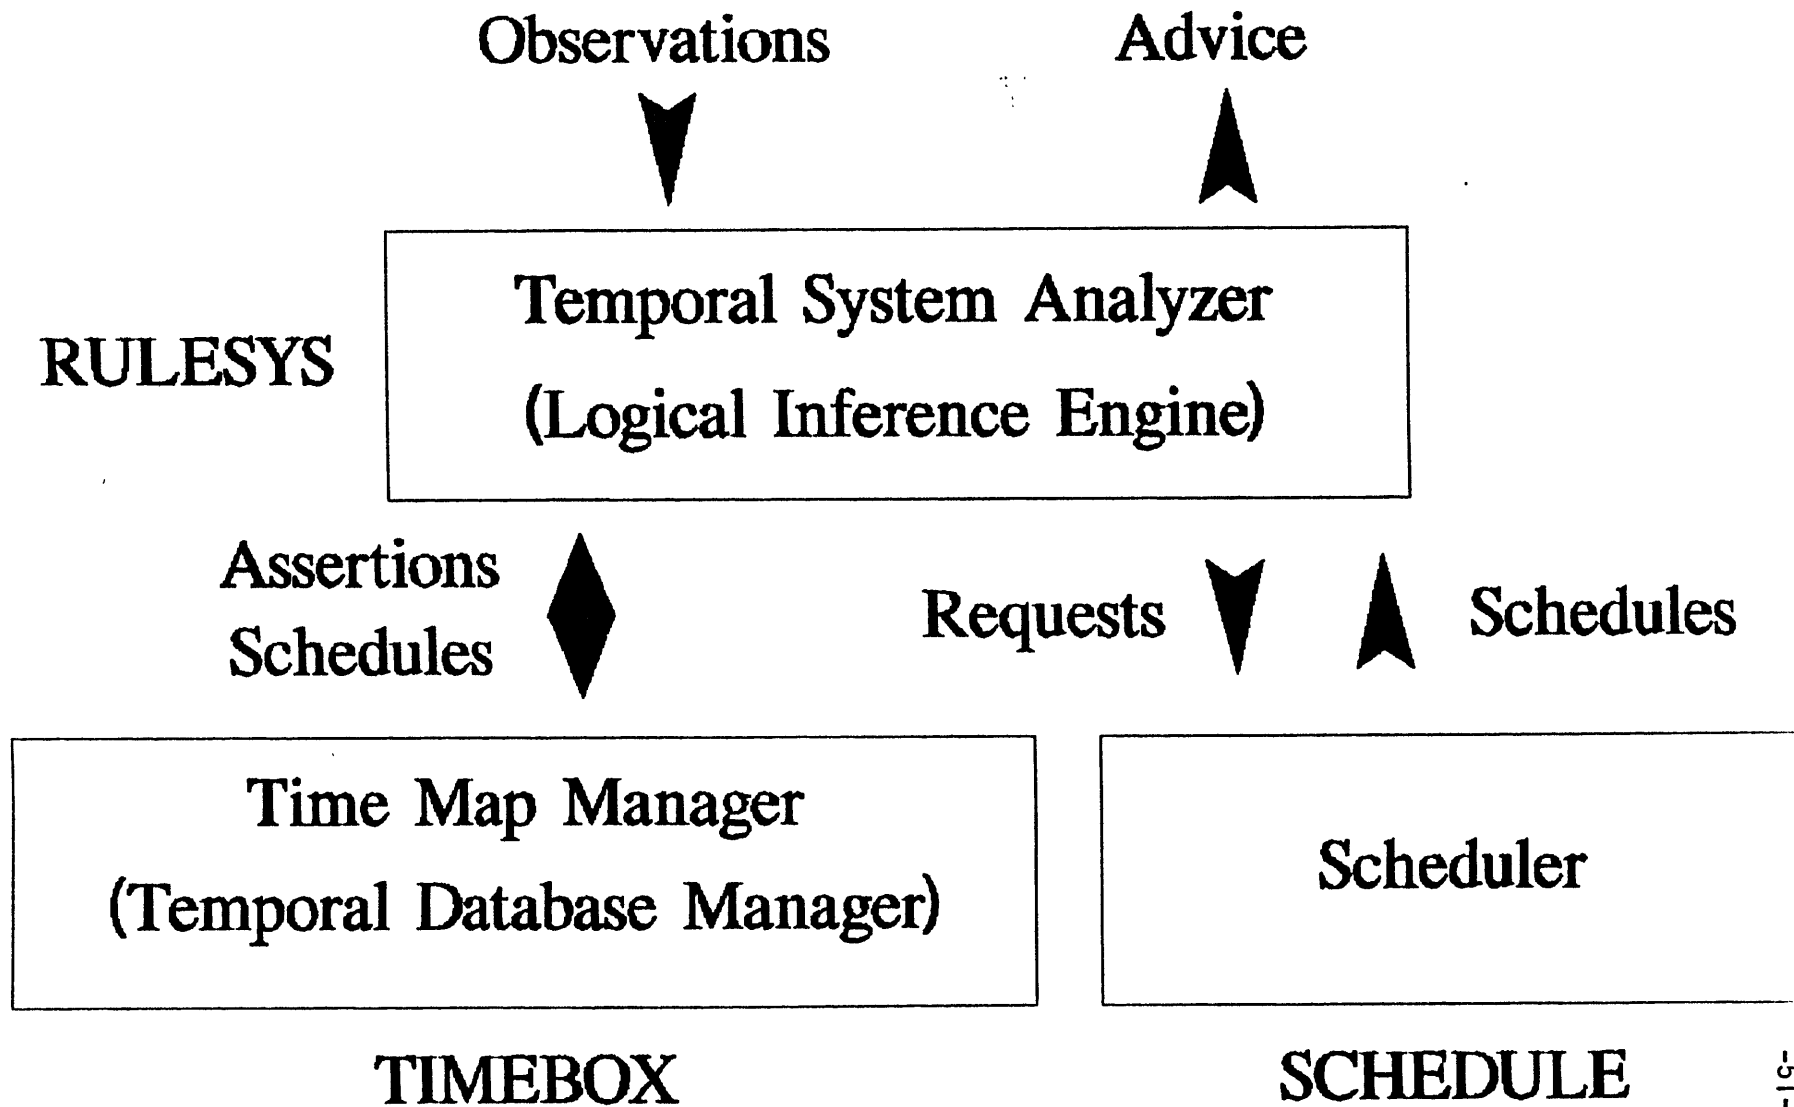 Observations
Advice
RULESYS
Temporal System Analyzer
(Logical Inference Engine)
Assertions
Schedules
Requests
Schedules
Time Map Manager
(Temporal Database Manager)
Scheduler
TIMEBOX
SCHEDULE